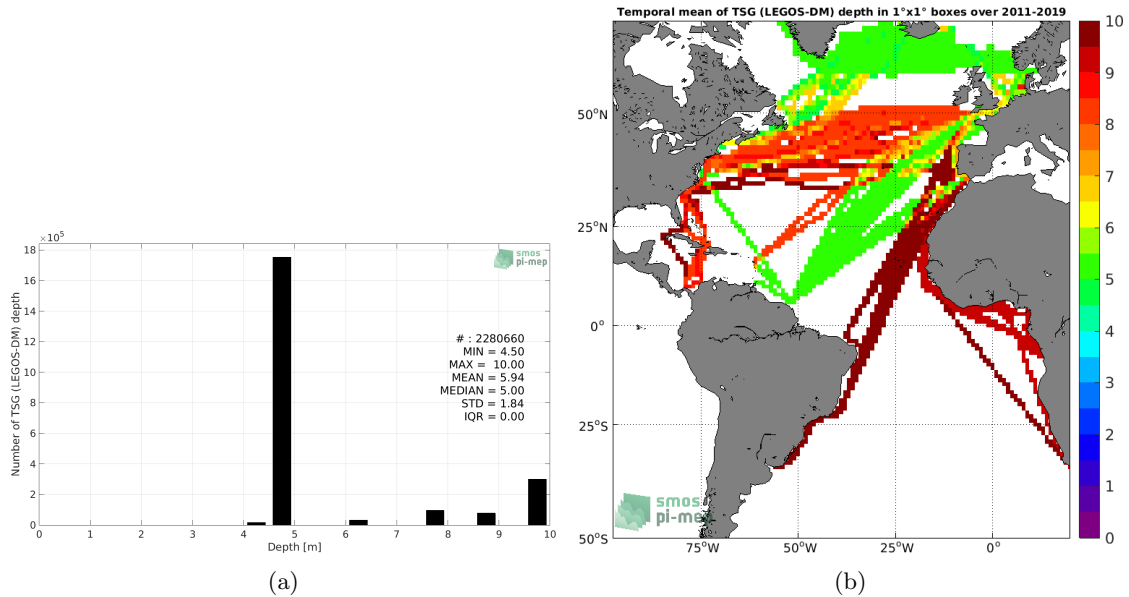 ×10⁵
18
16
14
12
10
8
6
4
2
0
Number of TSG (LEGOS-DM) depth
smos
pi-mep
# : 2280660
MIN = 4.50
MAX = 10.00
MEAN = 5.94
MEDIAN = 5.00
STD = 1.84
IQR = 0.00
0 1 2 3 4 5 6 7 8 9 10
Depth [m]
(a)
Temporal mean of TSG (LEGOS-DM) depth in 1°x1° boxes over 2011-2019
50°N
25°N
0°
25°S
50°S
75°W 50°W 25°W 0°
smos
pi-mep
10
9
8
7
6
5
4
3
2
1
0
(b)